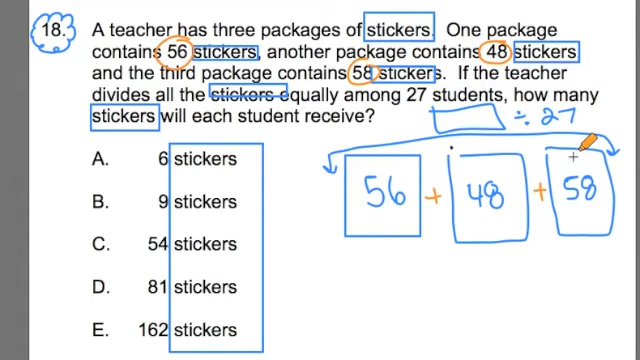 18. A teacher has three packages of stickers. One package
contains 56 stickers, another package contains 48 stickers
and the third package contains 58 stickers. If the teacher
divides all the stickers equally among 27 students, how many
stickers will each student receive?
÷ 27
A. 6 stickers
B. 9 stickers
C. 54 stickers
D. 81 stickers
E. 162 stickers
56 + 48 + 58